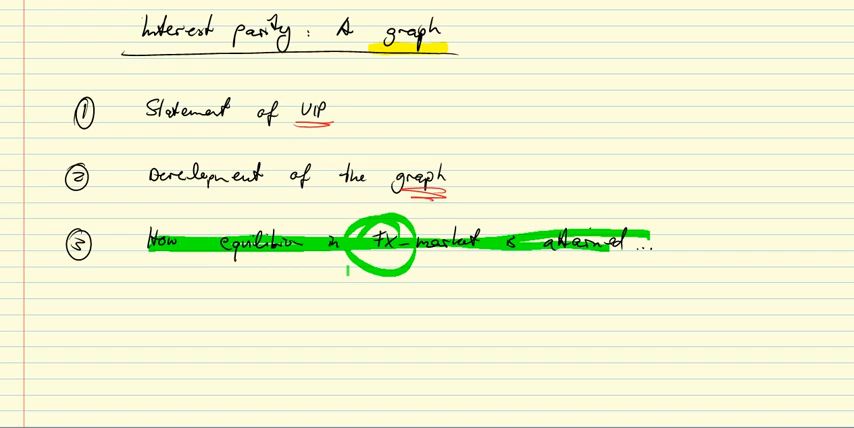 Interest parity: A graph
① Statement of UIP
② Development of the graph
③ How equilibrium in FX-market is attained...